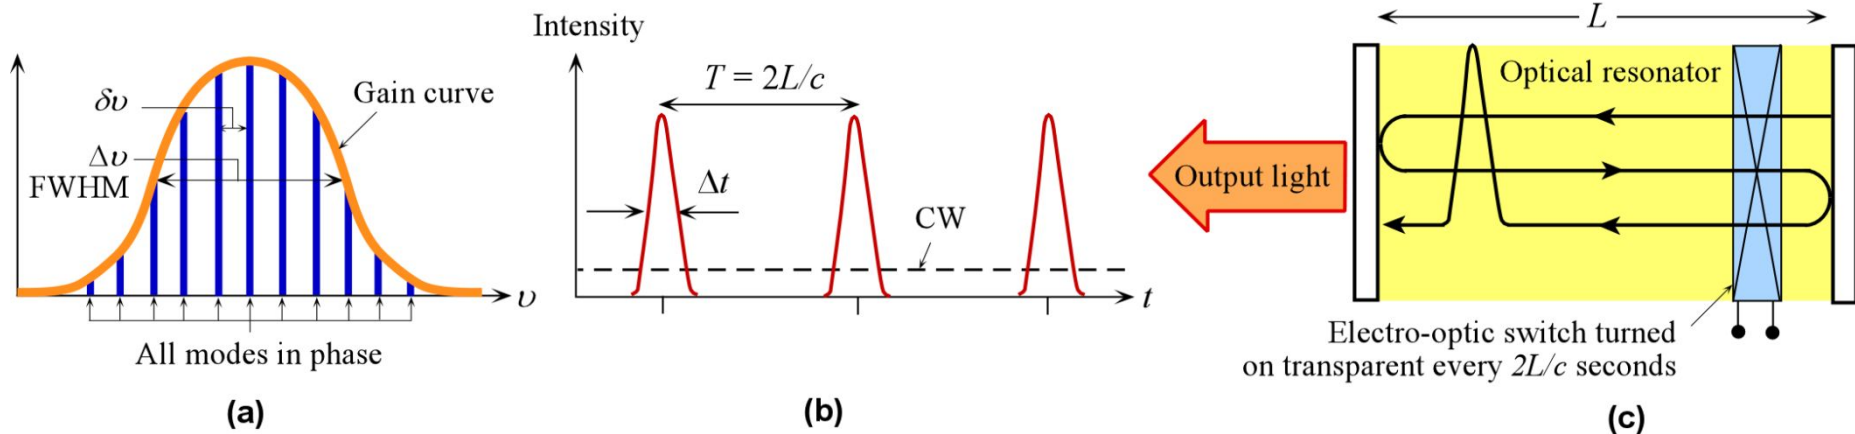 δυ
Δυ
FWHM
Gain curve
υ
All modes in phase
(a)
Intensity
T = 2L/c
Δt
CW
t
(b)
Output light
L
Optical resonator
Electro-optic switch turned
on transparent every 2L/c seconds
(c)